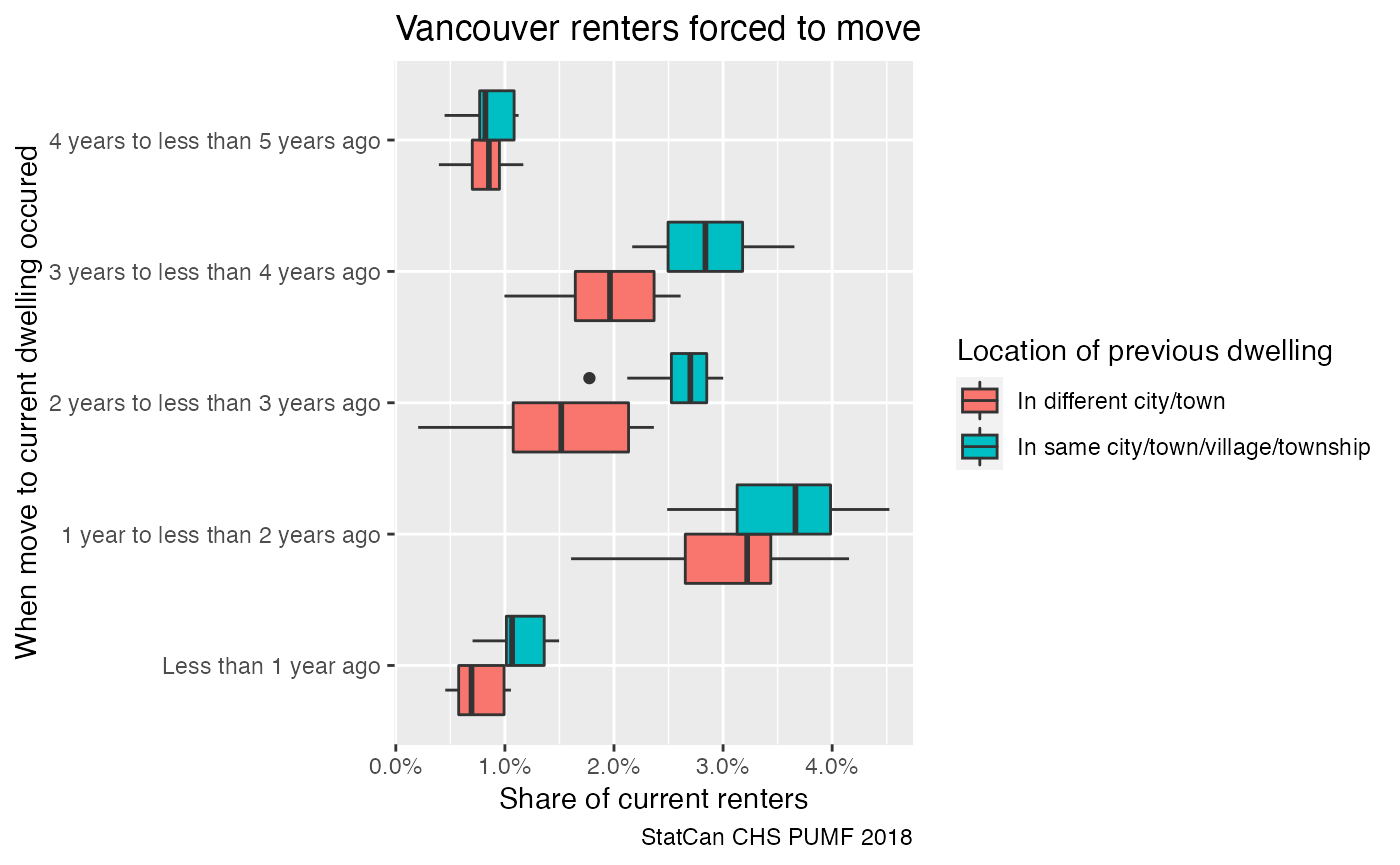 Vancouver renters forced to move
When move to current dwelling occured
4 years to less than 5 years ago
3 years to less than 4 years ago
2 years to less than 3 years ago
1 year to less than 2 years ago
Less than 1 year ago
0.0% 1.0% 2.0% 3.0% 4.0%
Share of current renters
StatCan CHS PUMF 2018
Location of previous dwelling
In different city/town
In same city/town/village/township